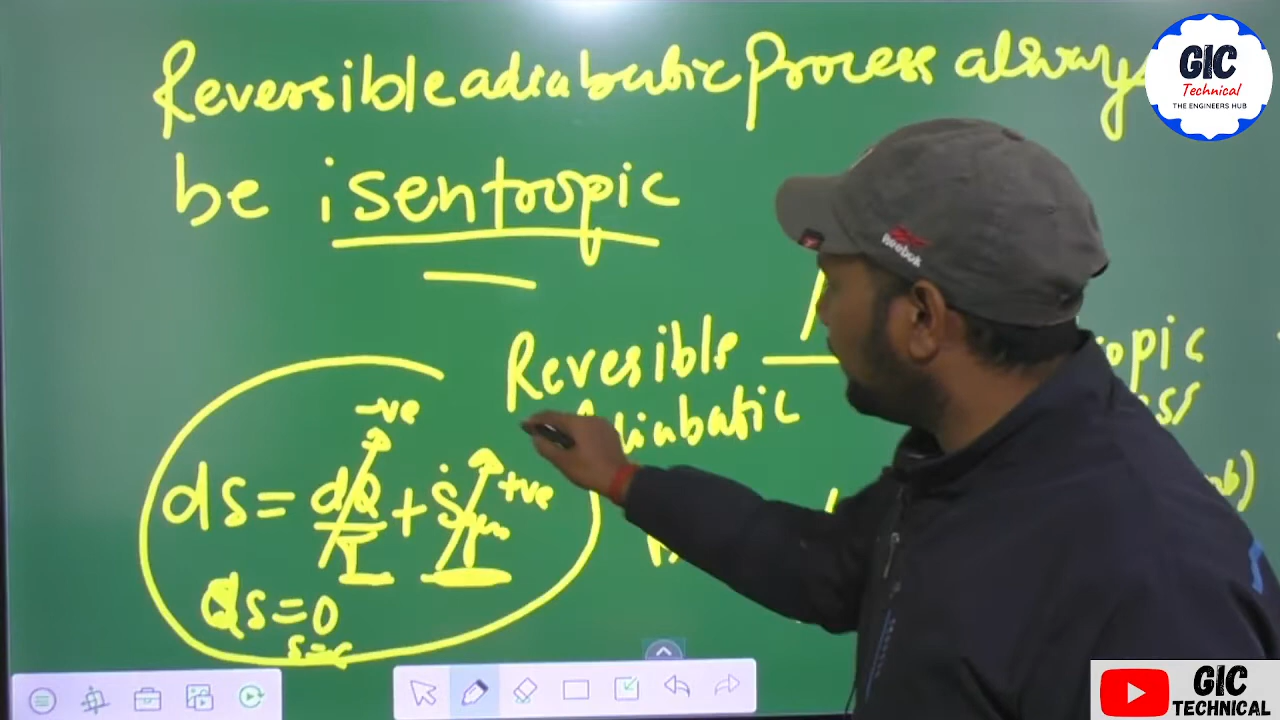 Reversible adiabatic Process always
be isentropic
GIC
Technical
THE ENGINEERS HUB
Reebok
Revesible
adiabatic
-ve
ds = dQ/T + Sgen
+ve
ds = 0
s=c
GIC
TECHNICAL